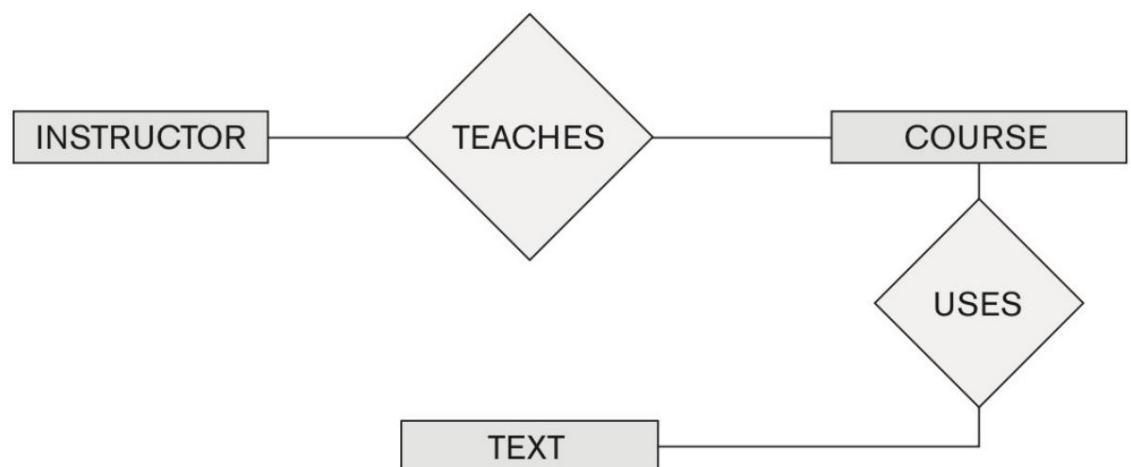 INSTRUCTOR
TEACHES
COURSE
USES
TEXT